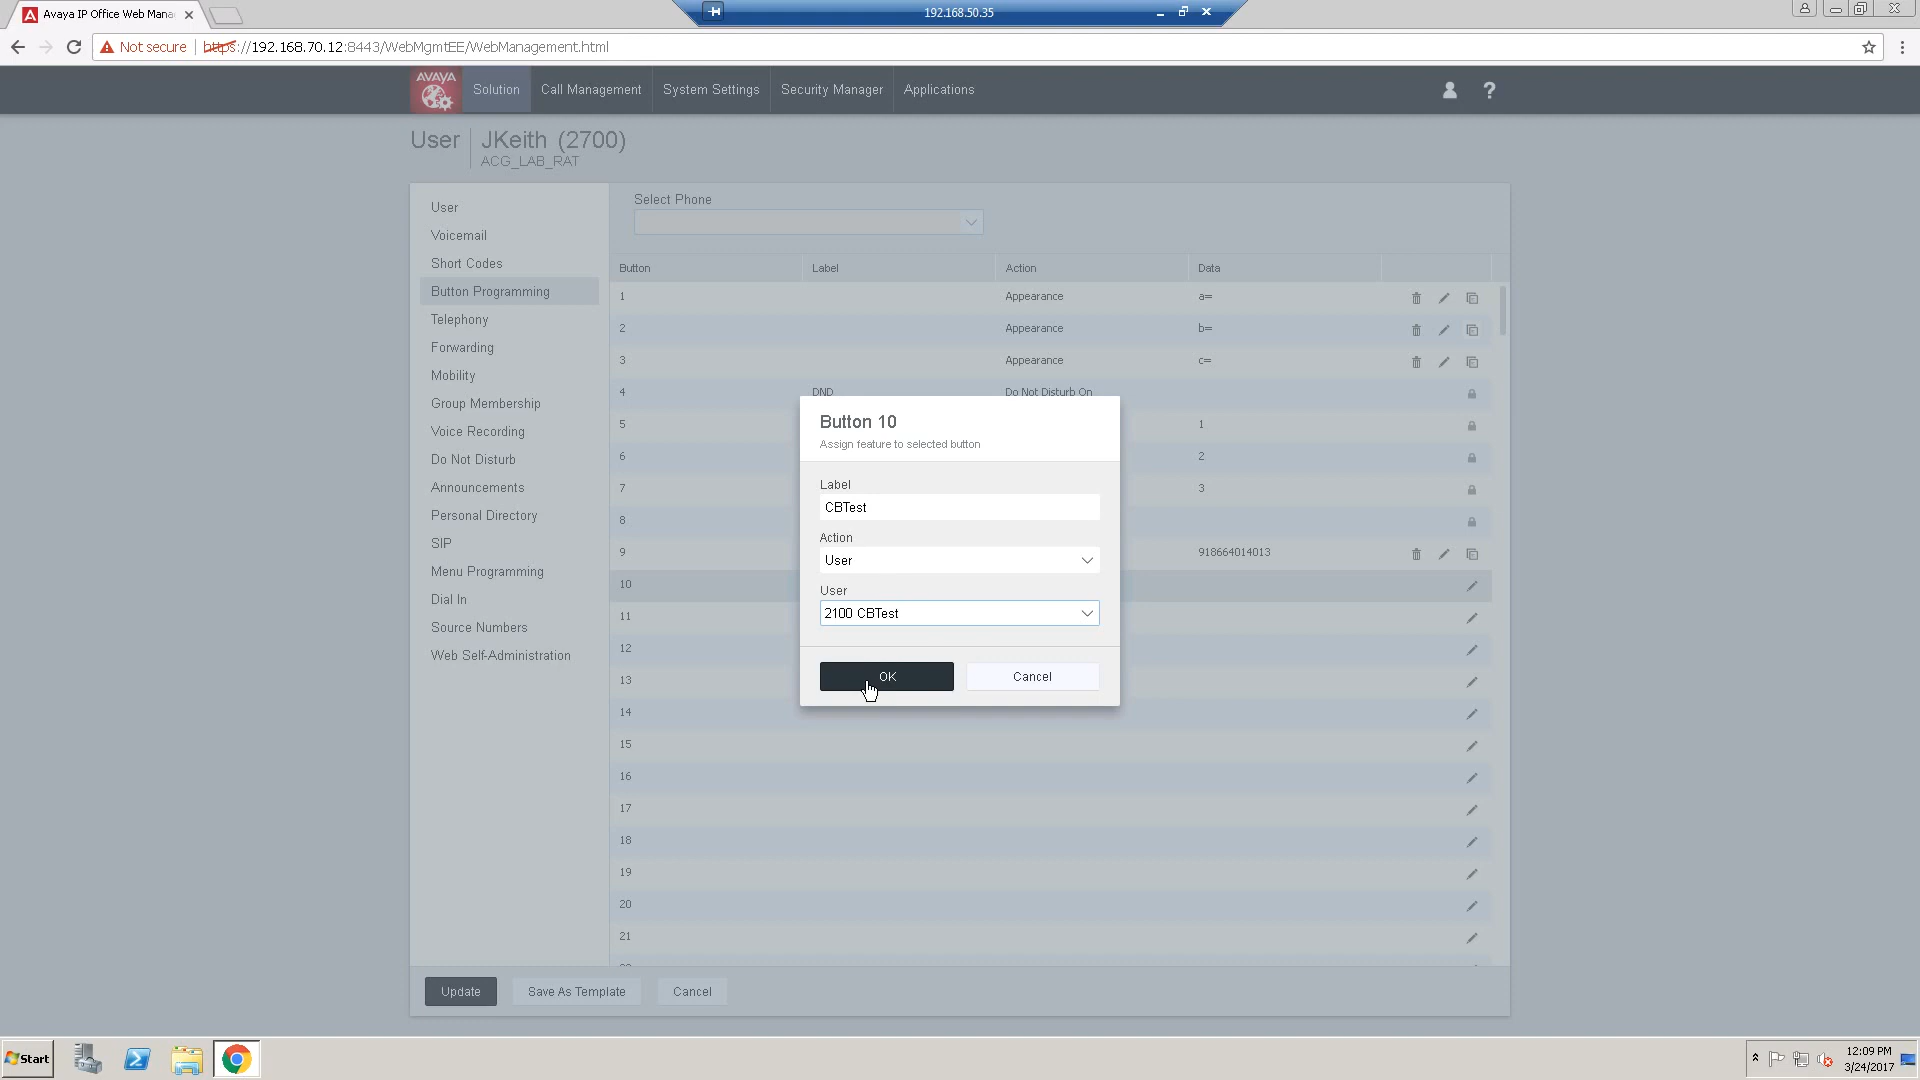 Avaya IP Office Web Mana
192.168.50.35
Not secure https://192.168.70.12:8443/WebMgmtEE/WebManagement.html
AVAYA
Solution Call Management System Settings Security Manager Applications ?
User JKeith (2700)
ACG_LAB_RAT
User
Voicemail
Short Codes
Button Programming
Telephony
Forwarding
Mobility
Group Membership
Voice Recording
Do Not Disturb
Announcements
Personal Directory
SIP
Menu Programming
Dial In
Source Numbers
Web Self-Administration
Select Phone
Button Label Action Data
1 Appearance a=
2 Appearance b=
3 Appearance c=
4 DND Do Not Disturb On
5 1
6 2
7 3
8
9 918664014013
10
11
12
13
14
15
16
17
18
19
20
21
Button 10
Assign feature to selected button
Label
CBTest
Action
User
User
2100 CBTest
OK Cancel
Update Save As Template Cancel
Start
12:09 PM
3/24/2017